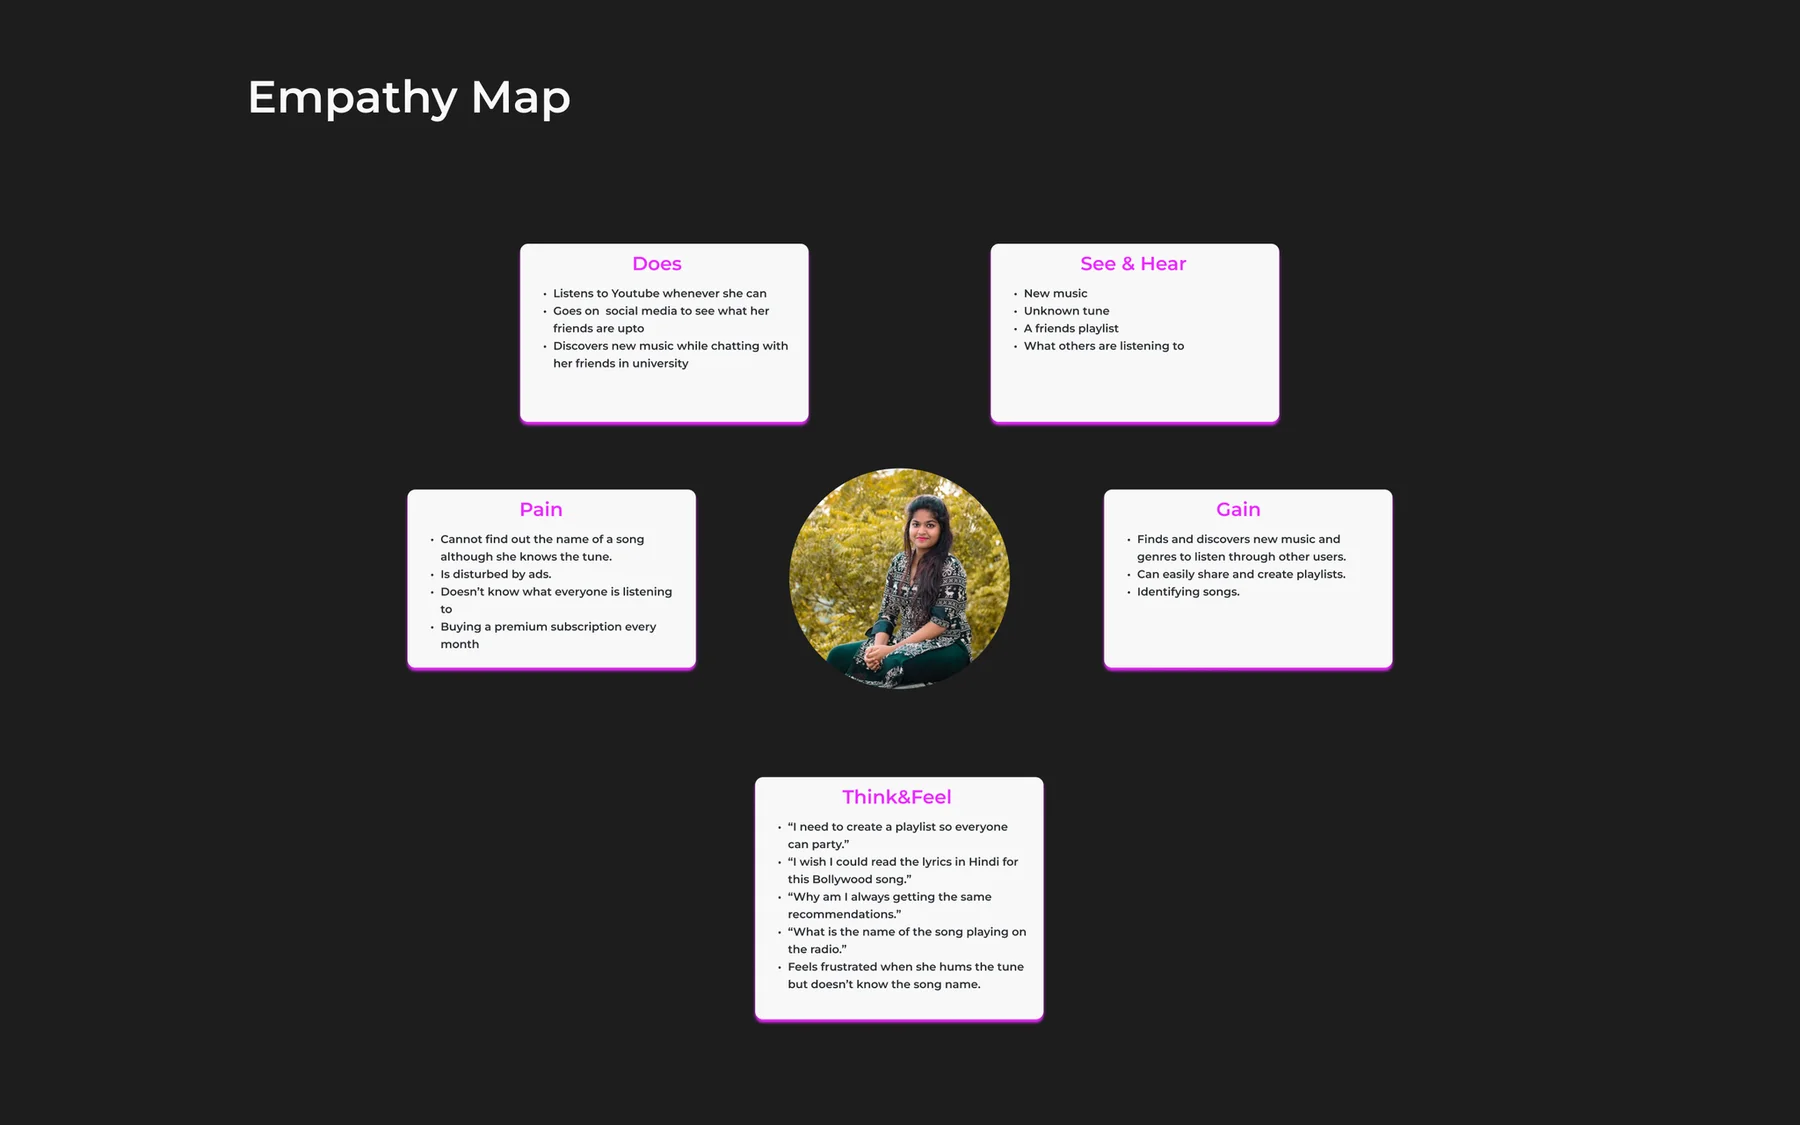 Empathy Map
Does
• Listens to Youtube whenever she can
• Goes on  social media to see what her
friends are upto
• Discovers new music while chatting with
her friends in university
See & Hear
• New music
• Unknown tune
• A friends playlist
• What others are listening to
Pain
• Cannot find out the name of a song
although she knows the tune.
• Is disturbed by ads.
• Doesn’t know what everyone is listening
to
• Buying a premium subscription every
month
Gain
• Finds and discovers new music and
genres to listen through other users.
• Can easily share and create playlists.
• Identifying songs.
Think&Feel
• “I need to create a playlist so everyone
can party.”
• “I wish I could read the lyrics in Hindi for
this Bollywood song.”
• “Why am I always getting the same
recommendations.”
• “What is the name of the song playing on
the radio.”
• Feels frustrated when she hums the tune
but doesn’t know the song name.